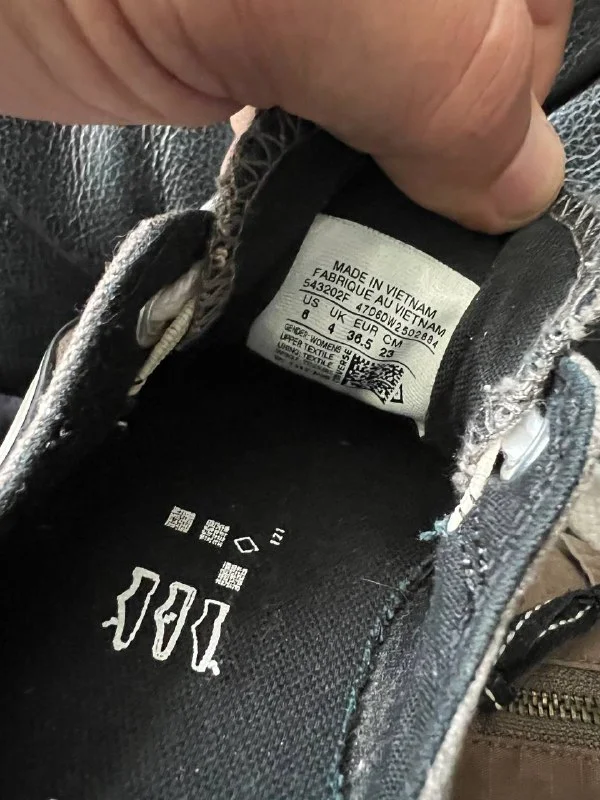 MADE IN VIETNAM
FABRIQUE AU VIETNAM
543202F 47D6DW2502884
US UK EUR CM
6 4 36.5 23
GENDER WOMENS
UPPER TEXTILE
LINING TEXTILE
121